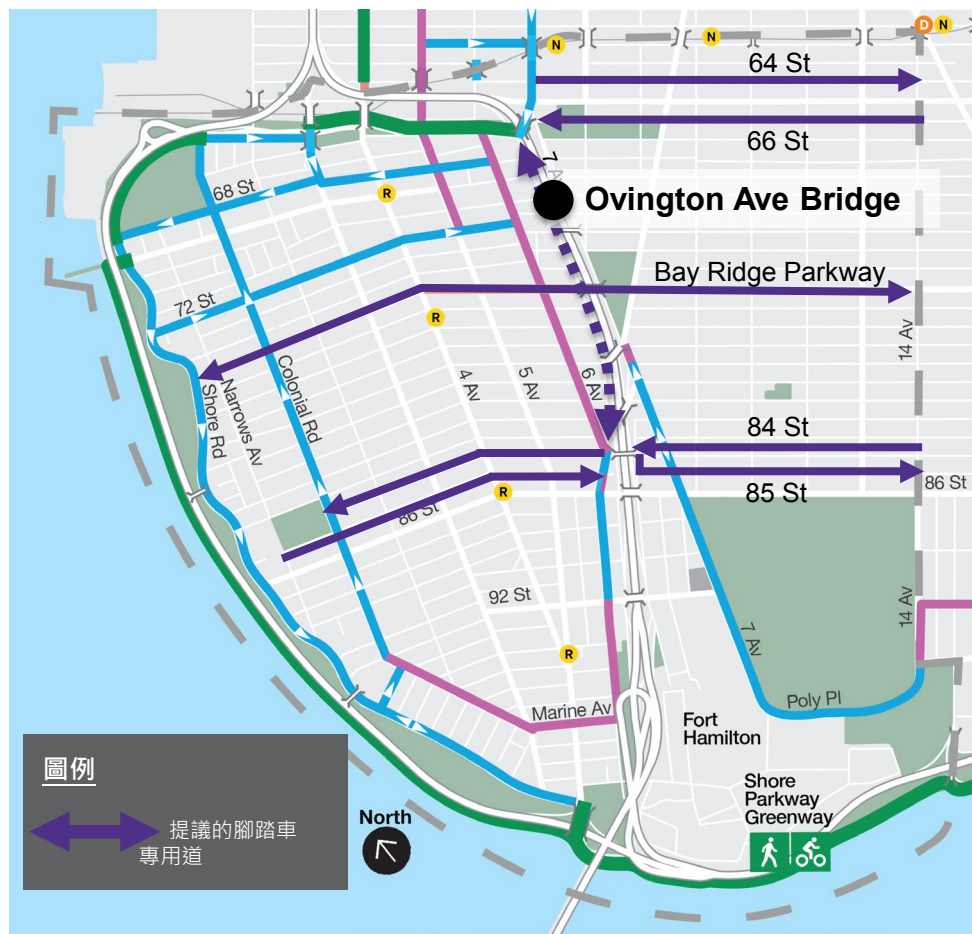 N
N
D
N
64 St
66 St
7 A
68 St
R
Ovington Ave Bridge
Bay Ridge Parkway
72 St
R
14 Av
Colonial Rd
4 Av
5 Av
6 Av
Narrows Av
Shore Rd
84 St
86 St
85 St
86 St
R
92 St
14 Av
7 Av
R
Marine Av
Poly Pl
Fort
Hamilton
圖例
提議的腳踏車
專用道
North
Shore
Parkway
Greenway